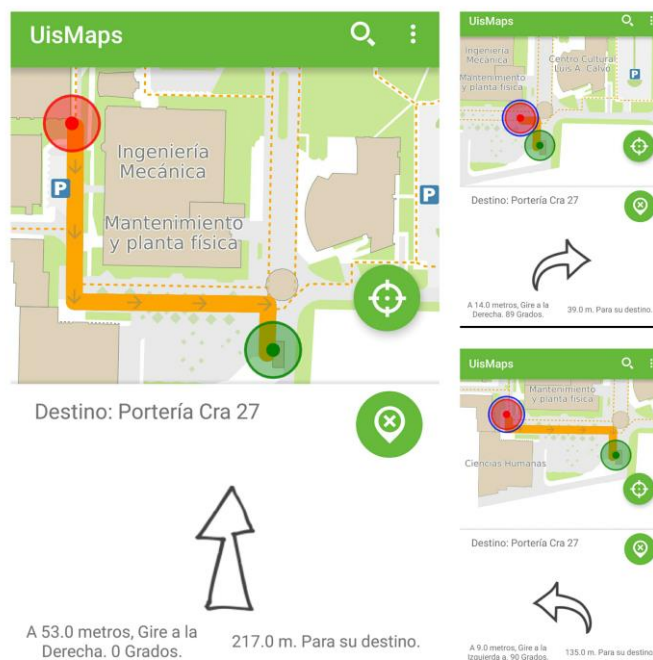 UisMaps
Ingeniería
Mecánica
P
P
Mantenimiento
y planta física
Destino: Portería Cra 27
A 53.0 metros, Gire a la
Derecha. 0 Grados.
217.0 m. Para su destino.
UisMaps
Ingeniería
Mecánica
Centro Cultural
Luis A. Calvo
Mantenimiento
y planta física
P
Destino: Portería Cra 27
A 14.0 metros, Gire a la
Derecha. 89 Grados.
39.0 m. Para su destino.
UisMaps
Mantenimiento
y planta física
Ciencias Humanas
Destino: Portería Cra 27
A 9.0 metros, Gire a la
Izquierda a. 90 Grados.
135.0 m. Para su destino.